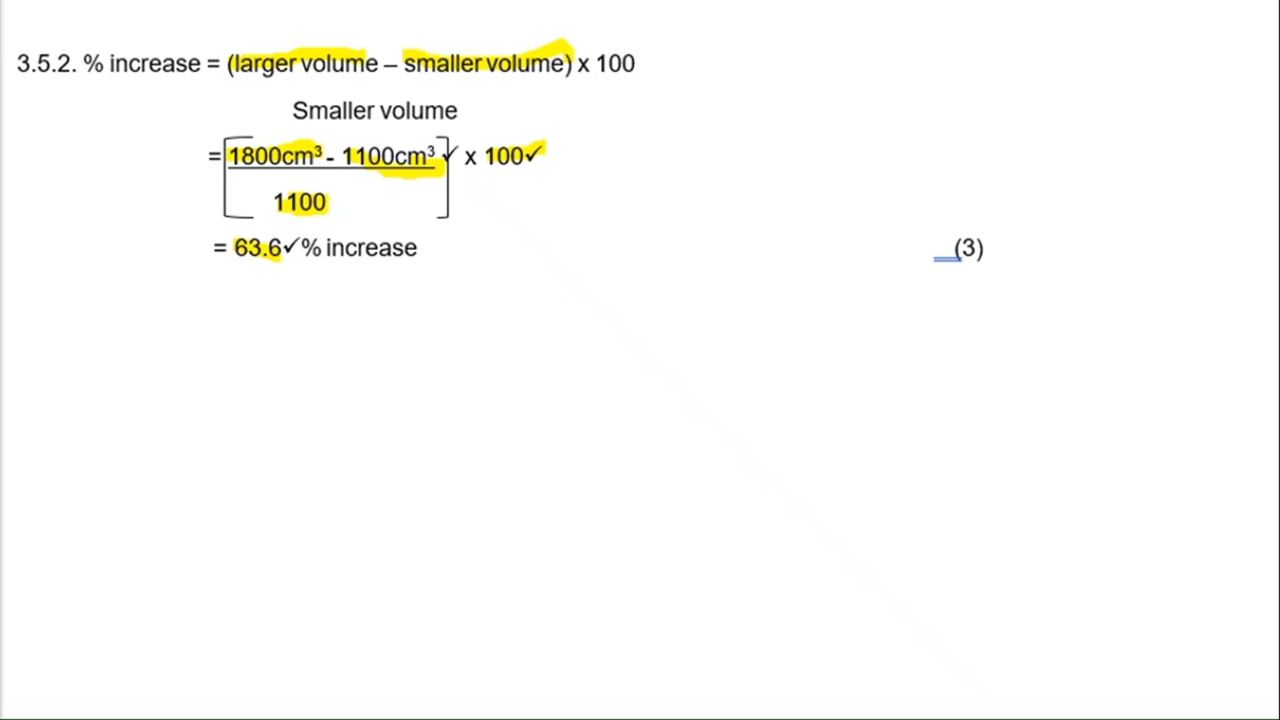 3.5.2. % increase = (larger volume – smaller volume) x 100
Smaller volume
= 1800cm³ - 1100cm³ ✓ x 100✓
1100
= 63.6✓% increase (3)